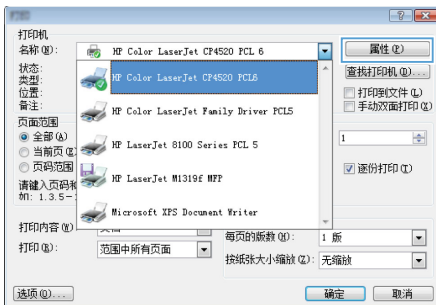 打印机
名称(N): HP Color LaserJet CP4520 PCL 6 属性(P)
状态: HP Color LaserJet CP4520 PCL6 查找打印机(D)...
类型:
位置: 打印到文件(L)
备注: HP Color LaserJet Family Driver PCL5 手动双面打印(X)
页面范围
全部(A) 1
当前页(E) HP LaserJet 8100 Series PCL 5
页码范围 逐份打印(T)
请键入页码和 HP LaserJet M1319f MFP
如: 1.3.5-
Microsoft XPS Document Writer
打印内容(W):
每页的版数(H): 1 版
打印(R): 范围中所有页面
按纸张大小缩放(Z): 无缩放
选项(O)... 确定 取消